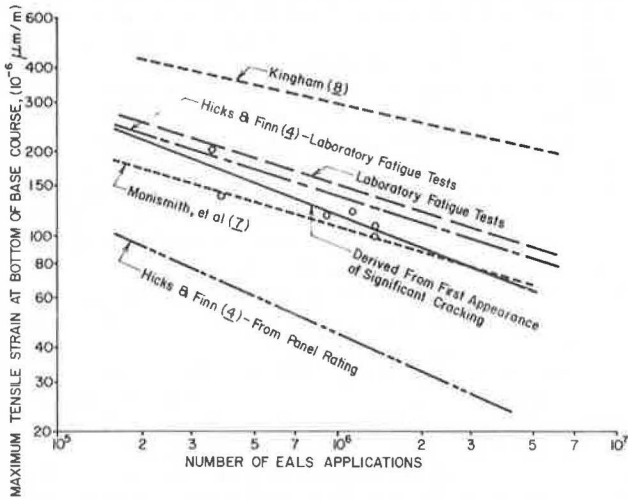 MAXIMUM TENSILE STRAIN AT BOTTOM OF BASE COURSE, (10⁻⁶ μm/m)
600
400
300
200
150
100
80
60
40
30
20
Kingham (8)
Hicks & Finn (4)-Laboratory Fatigue Tests
Laboratory Fatigue Tests
Monismith, et al (7)
Derived From First Appearance
of Significant Cracking
Hicks & Finn (4)-From Panel Rating
10⁵ 2 3 5 7 10⁶ 2 3 5 7 10⁷
NUMBER OF EALS APPLICATIONS